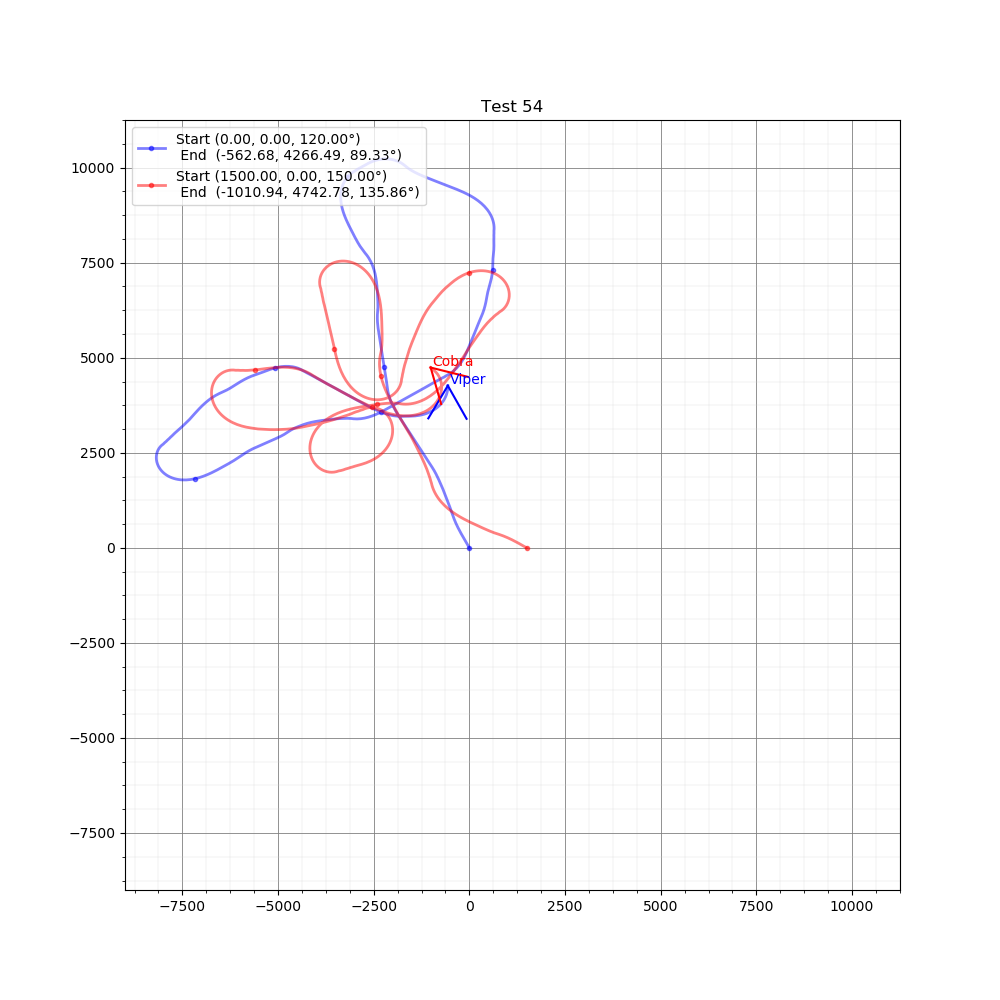 Test 54
Start (0.00, 0.00, 120.00°)
End (-562.68, 4266.49, 89.33°)
Start (1500.00, 0.00, 150.00°)
End (-1010.94, 4742.78, 135.86°)
10000
7500
5000
2500
0
−2500
−5000
−7500
Cobra
Viper
−7500 −5000 −2500 0 2500 5000 7500 10000